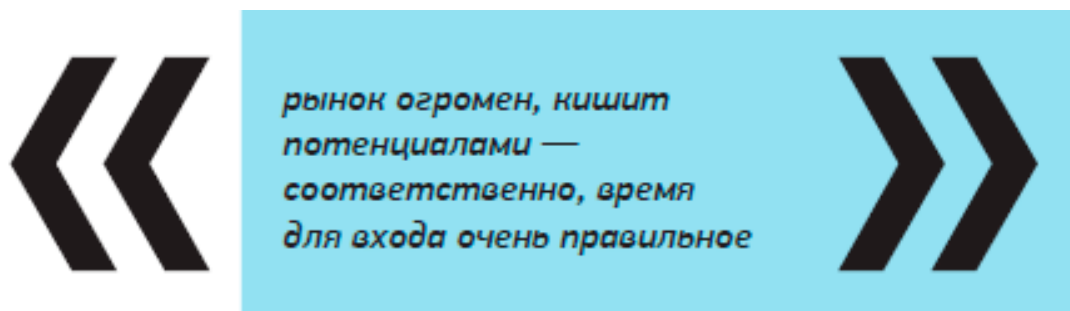 «
рынок огромен, кишит
потенциалами —
соответственно, время
для входа очень правильное
»